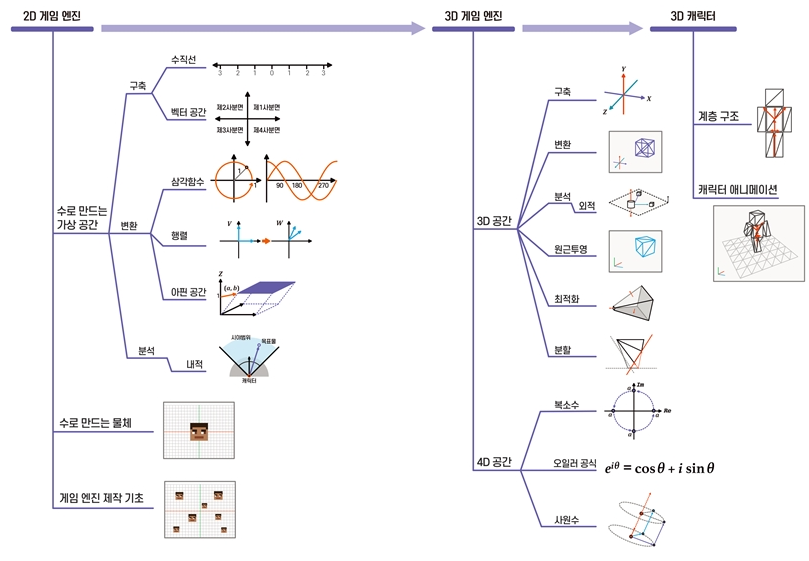 2D 게임 엔진
3D 게임 엔진
3D 캐릭터
수로 만드는
가상 공간
구축
수직선
3 2 1 0 1 2 3
벡터 공간
제2사분면 제1사분면
제3사분면 제4사분면
변환
삼각함수
1
1
90 180 270
행렬
V
W
아핀 공간
Z
(a, b)
1
분석
내적
시야범위
목표물
캐릭터
수로 만드는 물체
게임 엔진 제작 기초
3D 공간
구축
Y
X
Z
변환
분석
외적
원근투영
최적화
분할
4D 공간
복소수
Im
Re
a
a
a
a
오일러 공식
e^{iθ} = cos θ + i sin θ
사원수
계층 구조
캐릭터 애니메이션